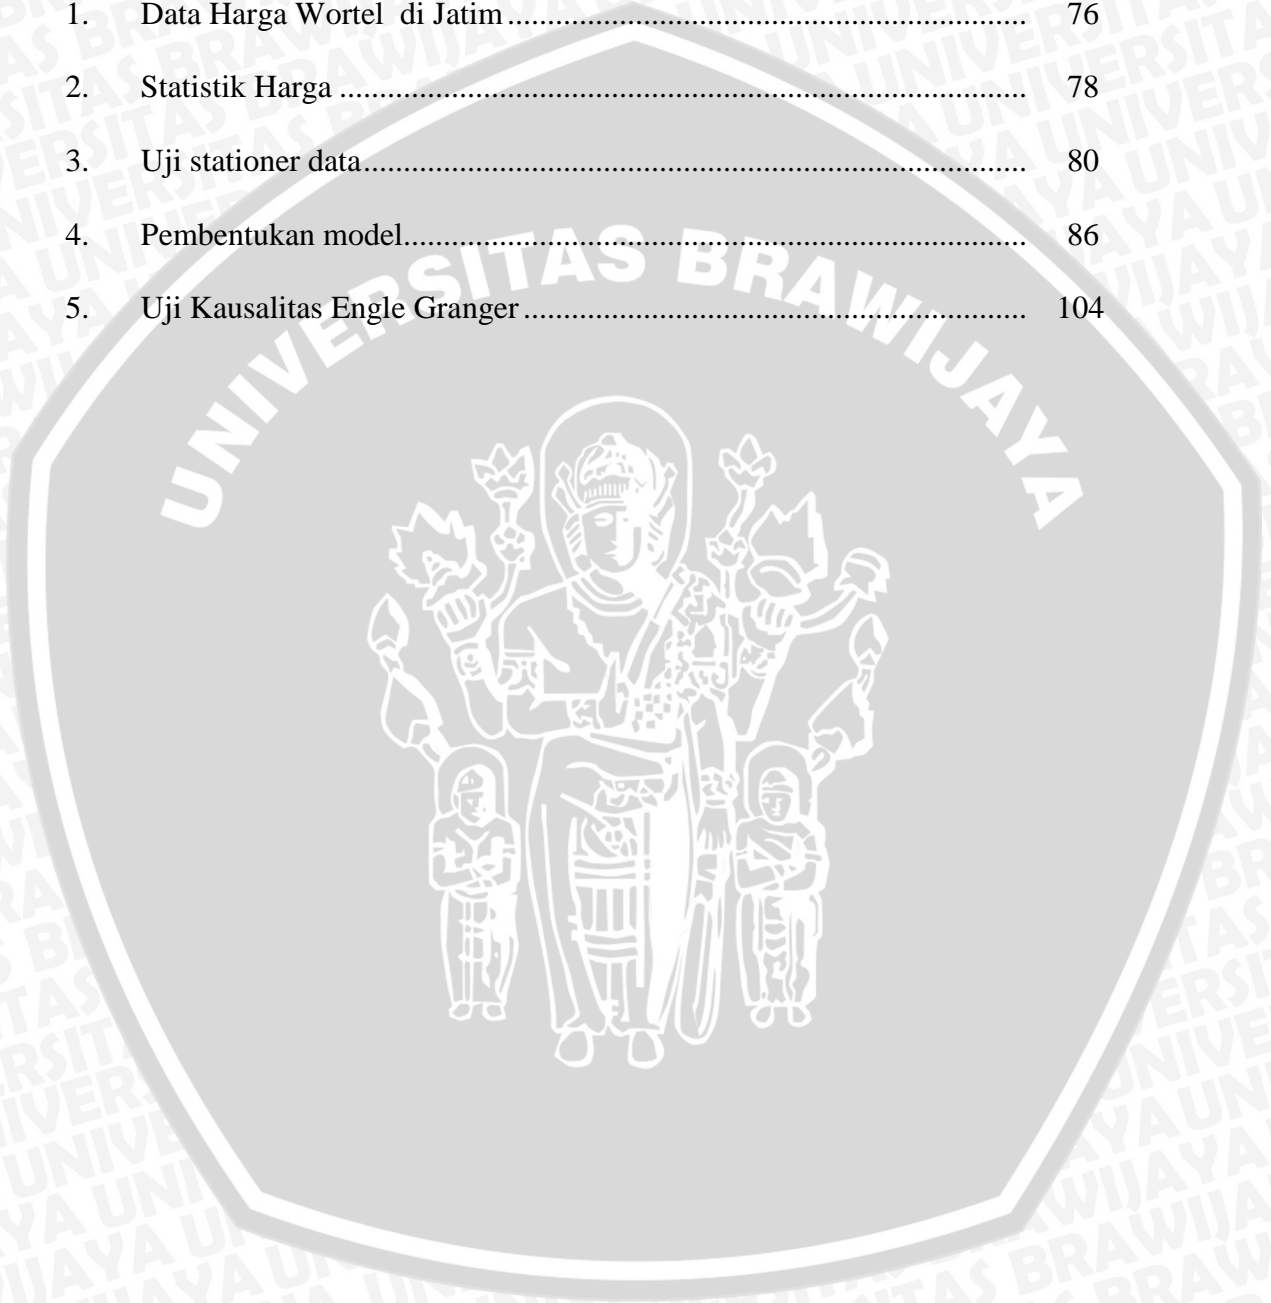 1. Data Harga Wortel di Jatim ................................................................ 76
2. Statistik Harga .................................................................................... 78
3. Uji stationer data ................................................................................. 80
4. Pembentukan model............................................................................ 86
5. Uji Kausalitas Engle Granger .............................................................. 104
UNIVERSITAS BRAWIJAYA